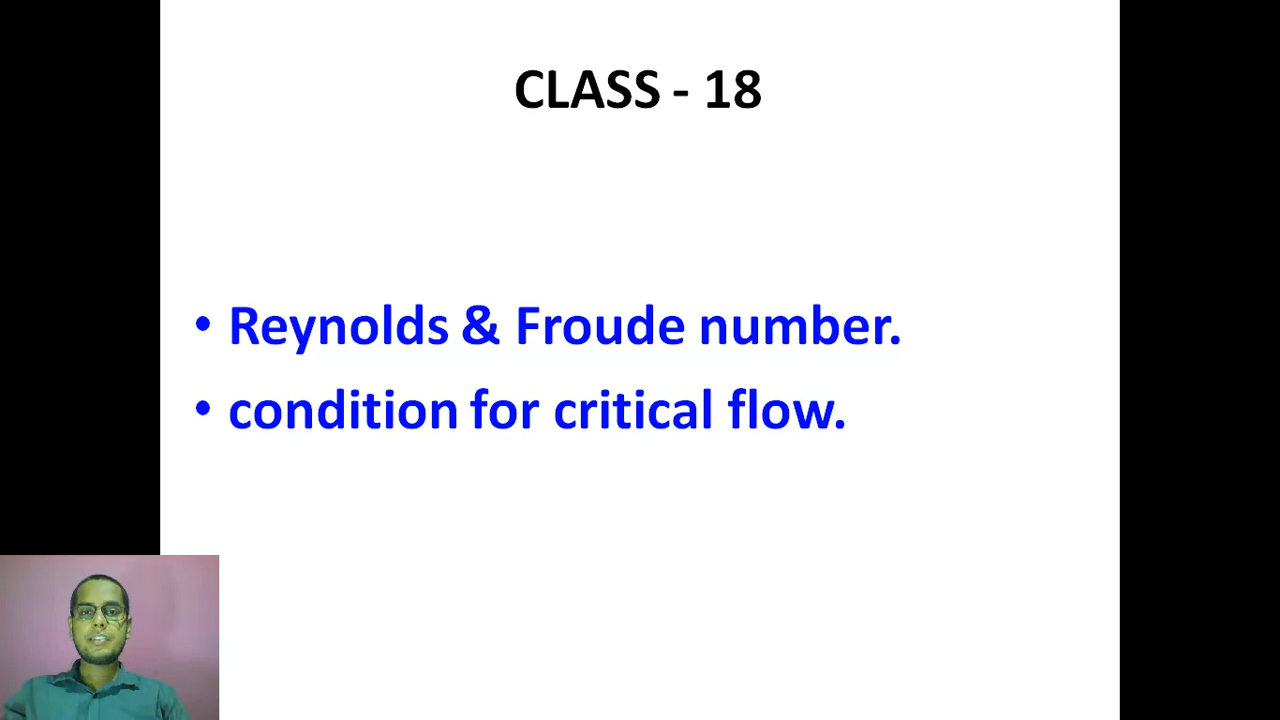 CLASS - 18
• Reynolds & Froude number.
• condition for critical flow.